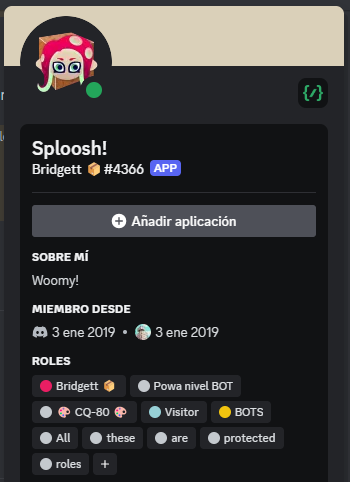 Sploosh!
Bridgett 📦 #4366 APP
Añadir aplicación
SOBRE MÍ
Woomy!
MIEMBRO DESDE
3 ene 2019 • 3 ene 2019
ROLES
Bridgett 📦 Powa nivel BOT
🎨 CQ-80 🎨 Visitor BOTS
All these are protected
roles +